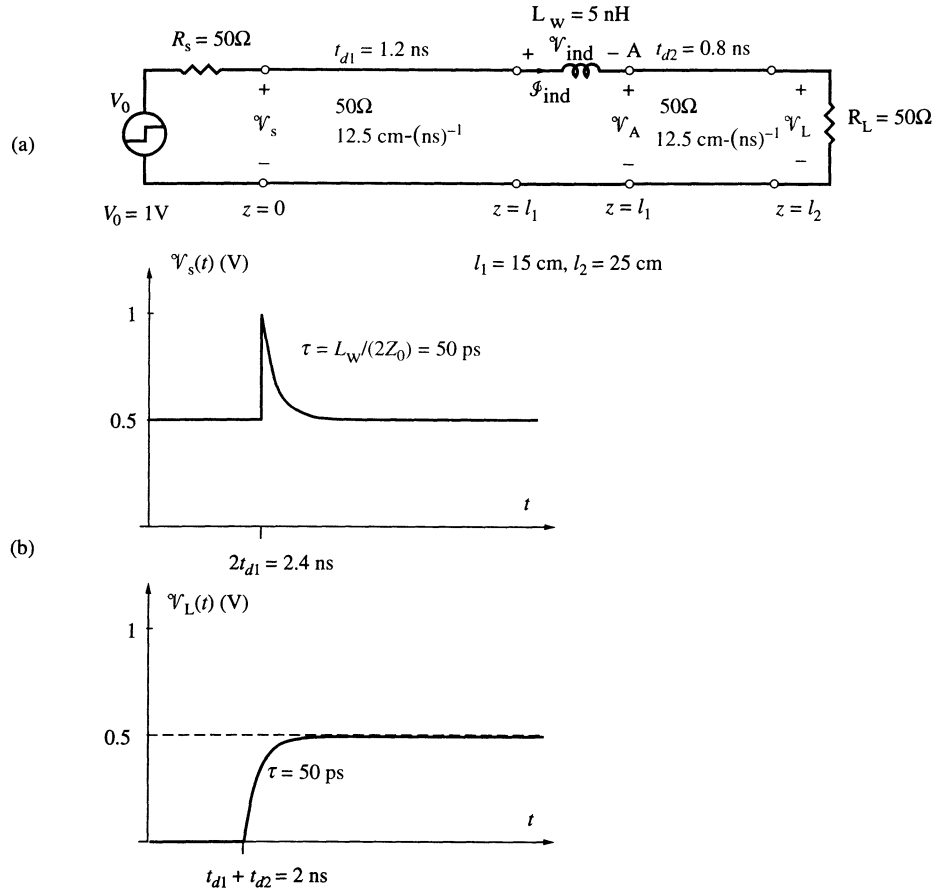 L_w = 5 nH
R_s = 50Ω
t_d1 = 1.2 ns
+ 𝒱_ind − A
t_d2 = 0.8 ns
V_0
+
ℐ_ind
+
+
(a)
𝒱_s
50Ω
12.5 cm-(ns)⁻¹
𝒱_A
50Ω
12.5 cm-(ns)⁻¹
𝒱_L
R_L = 50Ω
−
−
−
V_0 = 1V
z = 0
z = l_1
z = l_1
z = l_2
𝒱_s(t) (V)
l_1 = 15 cm, l_2 = 25 cm
1
τ = L_w/(2Z_0) = 50 ps
0.5
t
(b)
2t_d1 = 2.4 ns
𝒱_L(t) (V)
1
0.5
τ = 50 ps
t
t_d1 + t_d2 = 2 ns